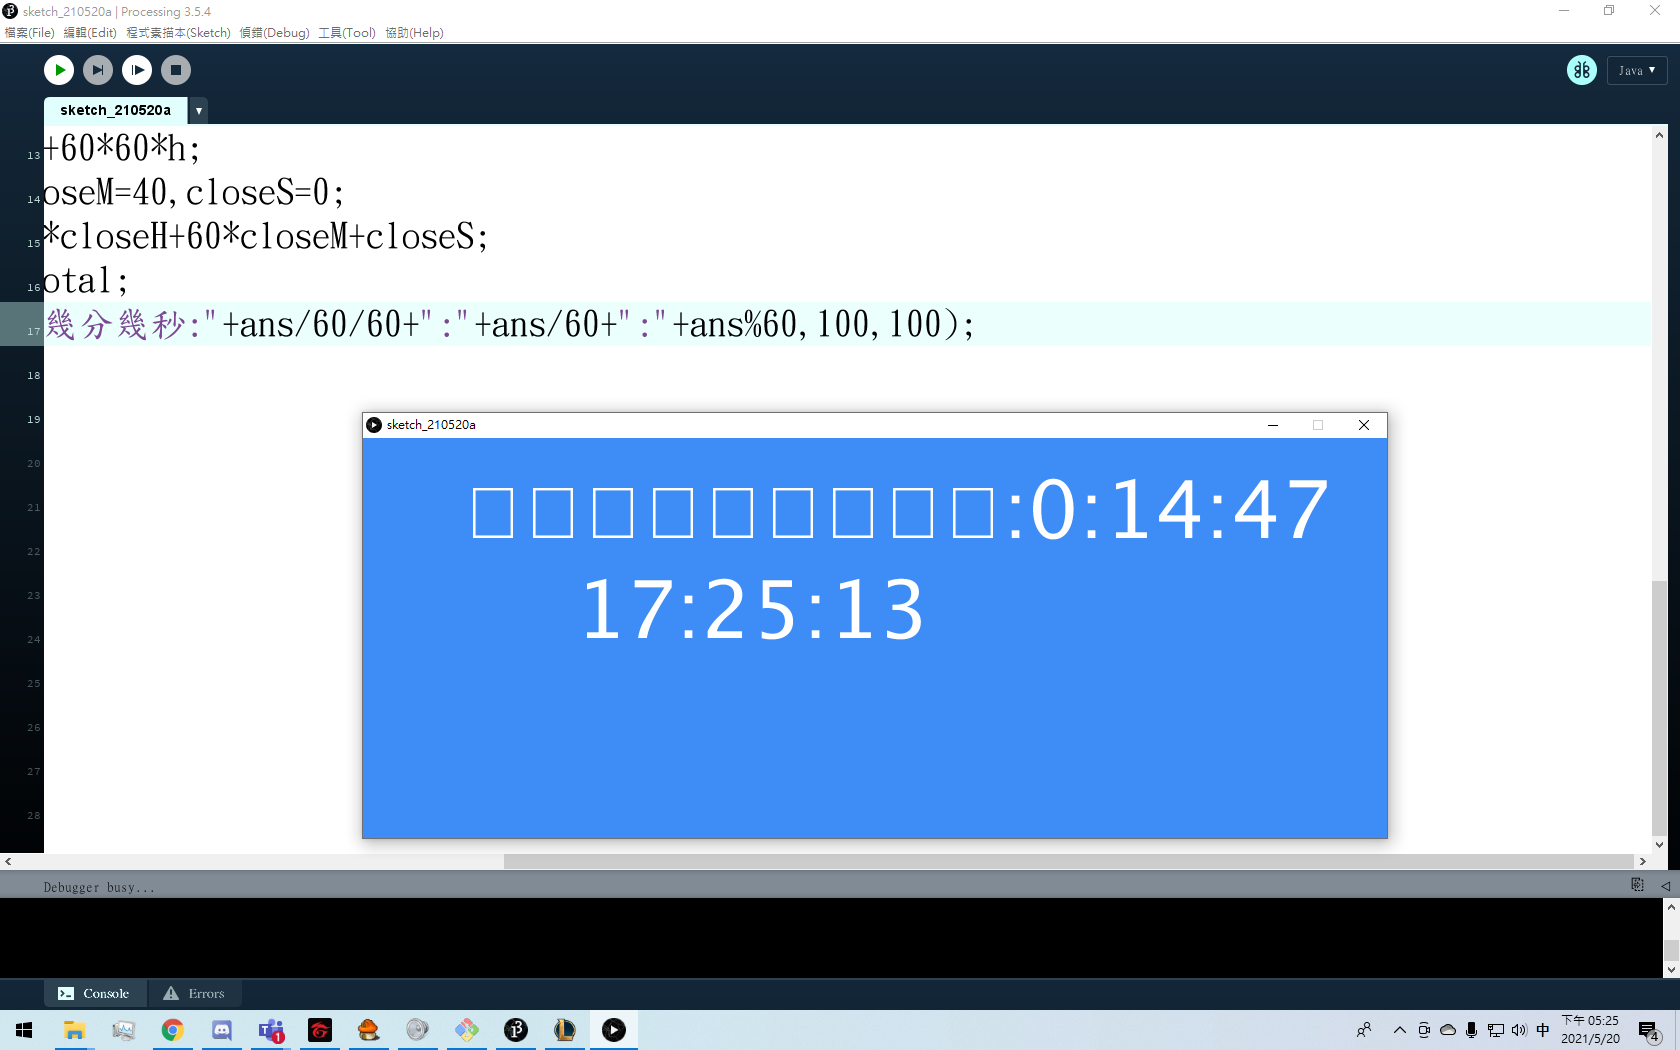 sketch_210520a | Processing 3.5.4
檔案(File) 編輯(Edit) 程式素描本(Sketch) 偵錯(Debug) 工具(Tool) 協助(Help)
Java ▼
sketch_210520a ▼
13 +60*60*h;
14 oseM=40,closeS=0;
15 *closeH+60*closeM+closeS;
16 otal;
17 幾分幾秒:"+ans/60/60+":"+ans/60+":"+ans%60,100,100);
18
19
20
21
22
23
24
25
26
27
28
sketch_210520a
□□□□□□□□□:0:14:47
17:25:13
Debugger busy...
Console Errors
中 下午 05:25
2021/5/20
1
4